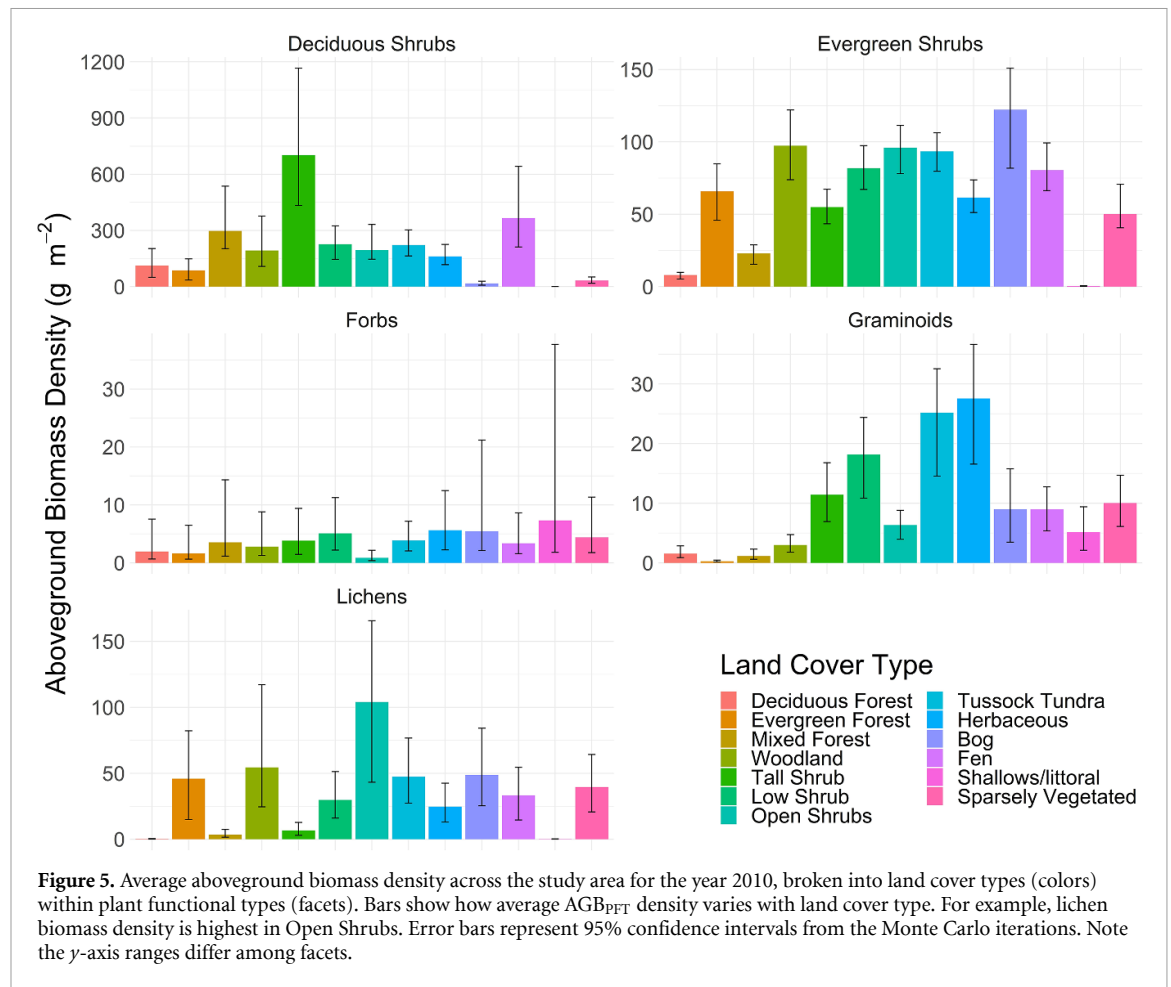 Deciduous Shrubs
Evergreen Shrubs
1200
900
600
300
0
150
100
50
0
Forbs
Graminoids
30
20
10
0
30
20
10
0
Lichens
150
100
50
0
Aboveground Biomass Density (g m⁻²)
Land Cover Type
Deciduous Forest
Evergreen Forest
Mixed Forest
Woodland
Tall Shrub
Low Shrub
Open Shrubs
Tussock Tundra
Herbaceous
Bog
Fen
Shallows/littoral
Sparsely Vegetated
Figure 5. Average aboveground biomass density across the study area for the year 2010, broken into land cover types (colors)
within plant functional types (facets). Bars show how average AGB_PFT density varies with land cover type. For example, lichen
biomass density is highest in Open Shrubs. Error bars represent 95% confidence intervals from the Monte Carlo iterations. Note
the y-axis ranges differ among facets.